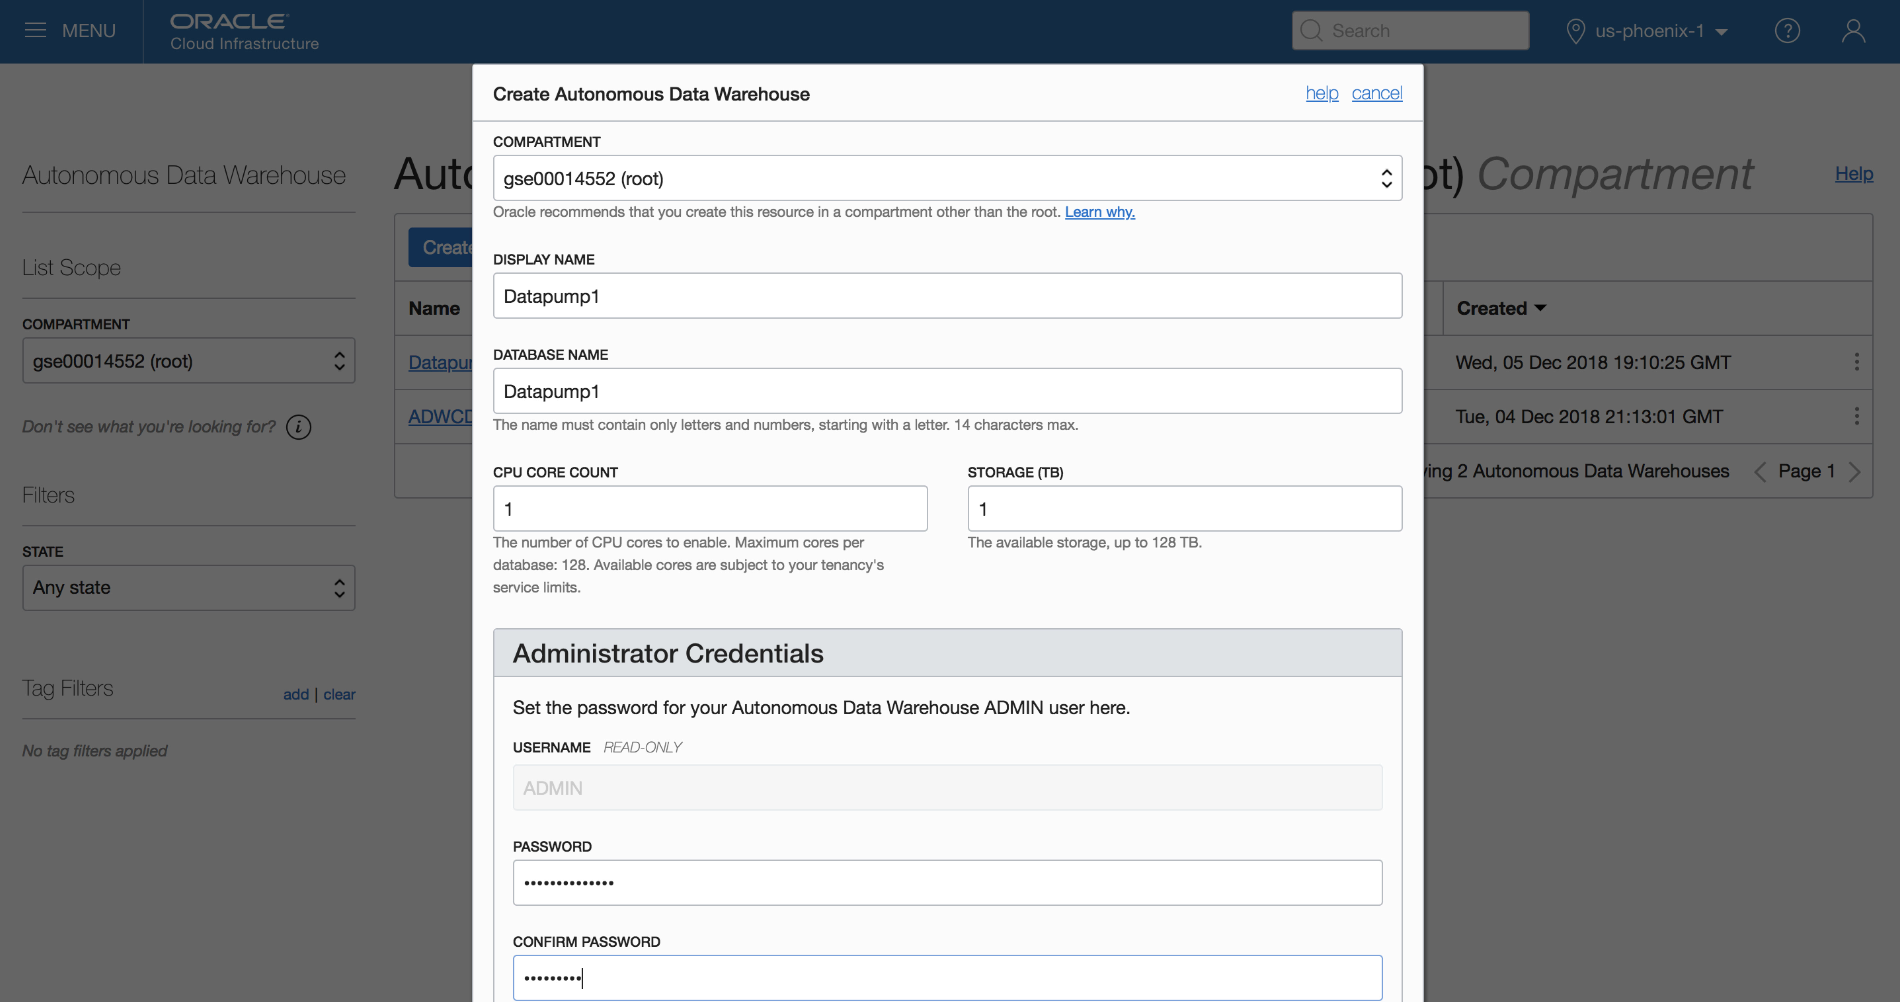 MENU
ORACLE
Cloud Infrastructure
Search
us-phoenix-1
Autonomous Data Warehouse
List Scope
COMPARTMENT
gse00014552 (root)
Don't see what you're looking for?
Filters
STATE
Any state
Tag Filters
add | clear
No tag filters applied
Compartment
Help
Name
Created
Wed, 05 Dec 2018 19:10:25 GMT
Tue, 04 Dec 2018 21:13:01 GMT
2 Autonomous Data Warehouses
Page 1
Create Autonomous Data Warehouse
help cancel
COMPARTMENT
gse00014552 (root)
Oracle recommends that you create this resource in a compartment other than the root. Learn why.
DISPLAY NAME
Datapump1
DATABASE NAME
Datapump1
The name must contain only letters and numbers, starting with a letter. 14 characters max.
CPU CORE COUNT
1
The number of CPU cores to enable. Maximum cores per
database: 128. Available cores are subject to your tenancy's
service limits.
STORAGE (TB)
1
The available storage, up to 128 TB.
Administrator Credentials
Set the password for your Autonomous Data Warehouse ADMIN user here.
USERNAME READ-ONLY
ADMIN
PASSWORD
••••••••••••••
CONFIRM PASSWORD
•••••••••